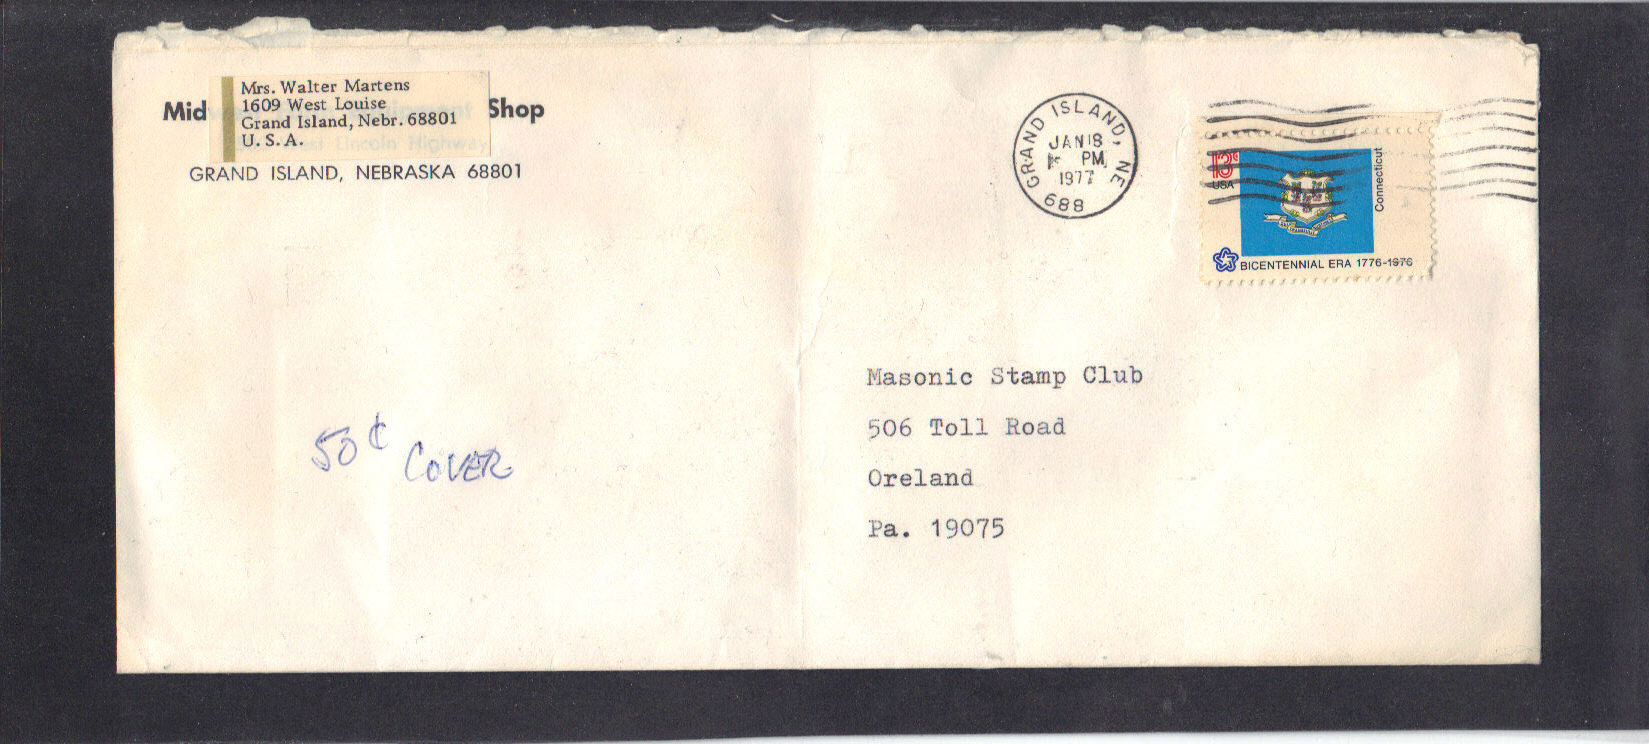 Mrs. Walter Martens
1609 West Louise
Grand Island, Nebr. 68801
U. S. A.
Mid Shop
Lincoln Highway
GRAND ISLAND, NEBRASKA 68801
GRAND ISLAND, NE
JAN 18
PM
1977
688
13c
USA
Connecticut
BICENTENNIAL ERA 1776-1976
Masonic Stamp Club
506 Toll Road
Oreland
Pa. 19075
50¢ COVER